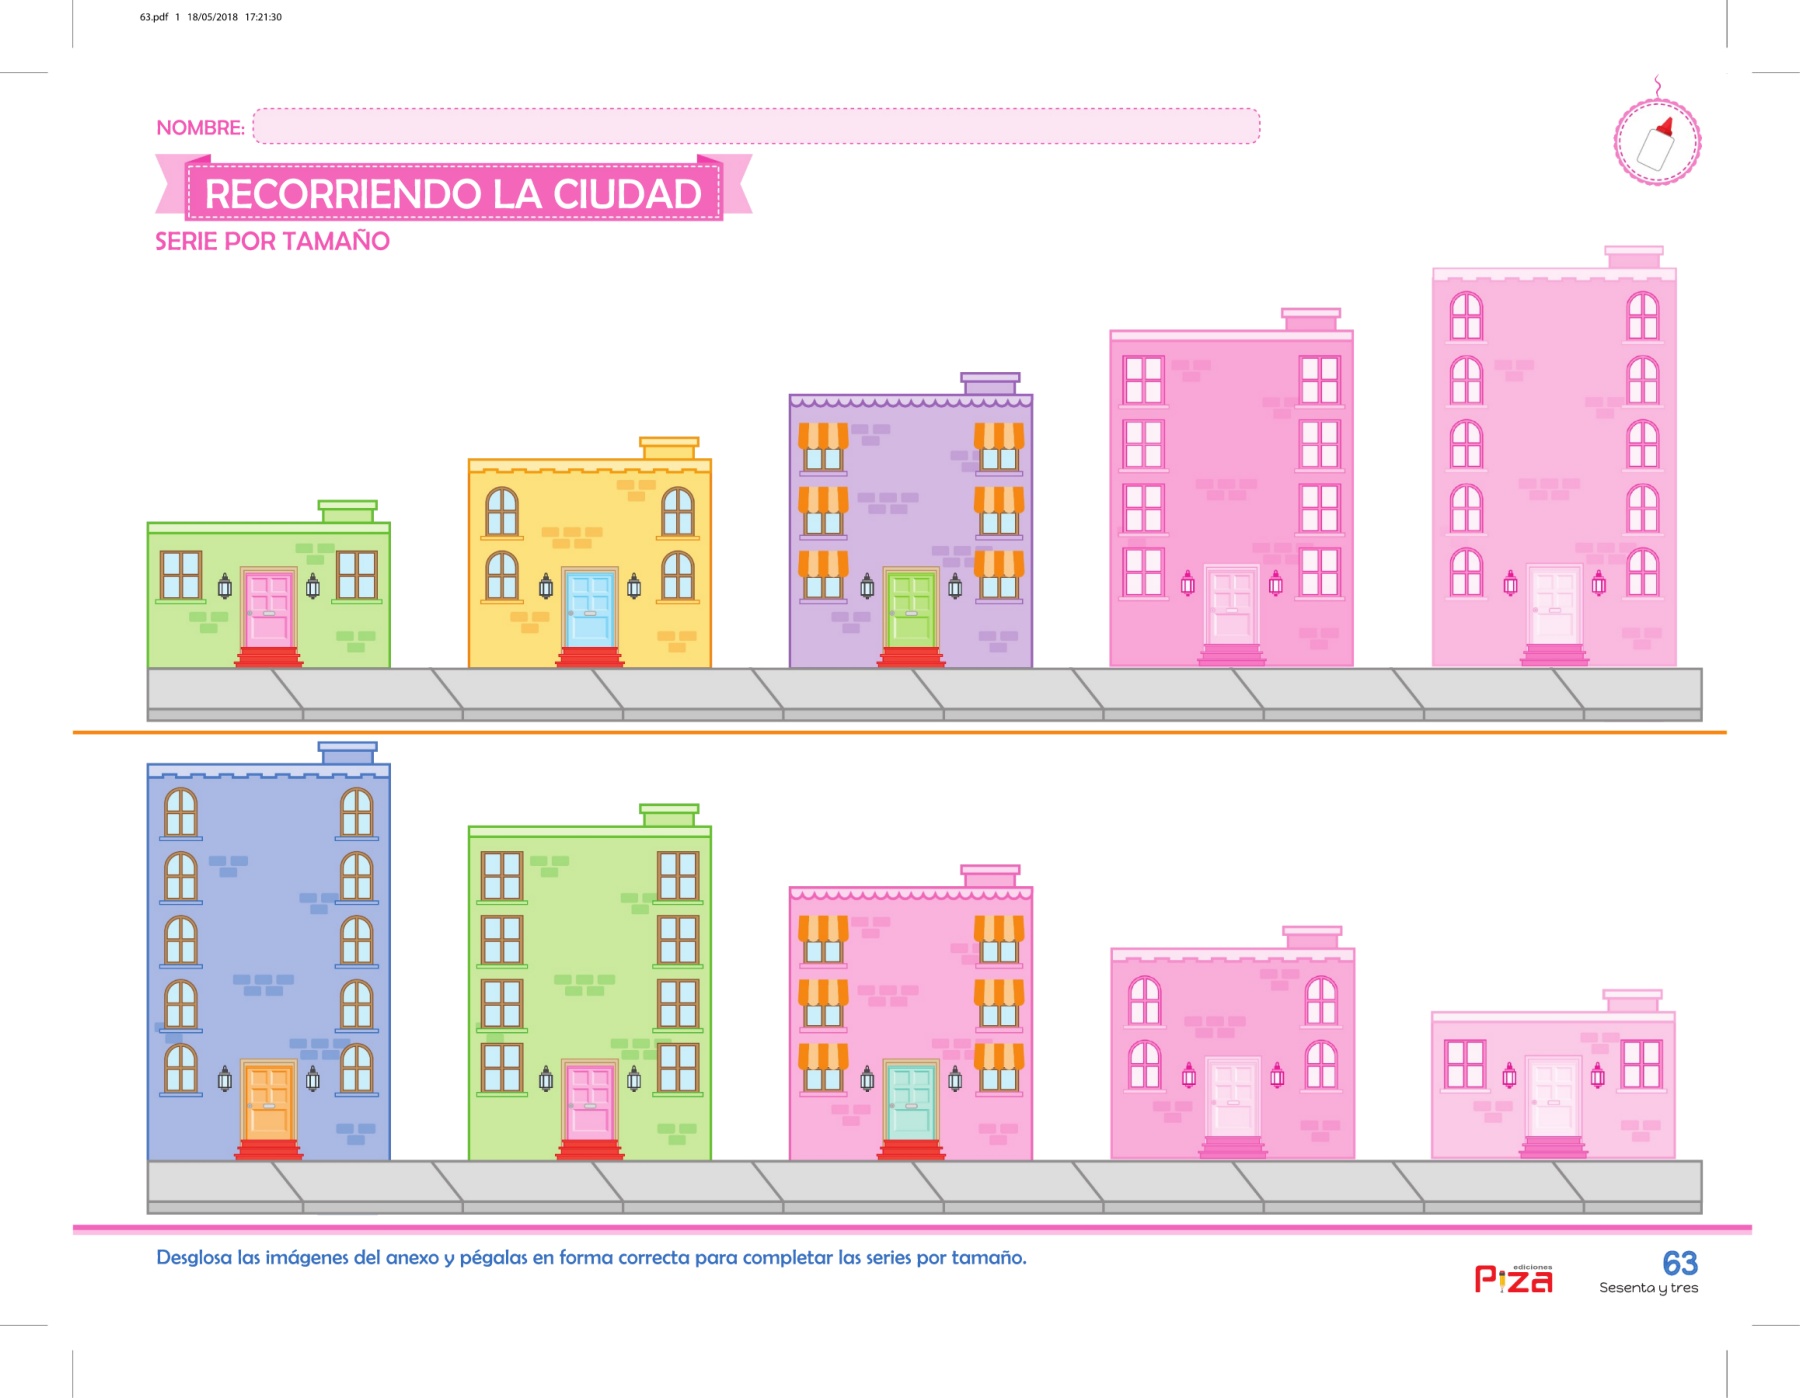 63.pdf 1 18/05/2018 17:21:30
NOMBRE:
RECORRIENDO LA CIUDAD
SERIE POR TAMAÑO
Desglosa las imágenes del anexo y pégalas en forma correcta para completar las series por tamaño.
ediciones
Piza
63
Sesenta y tres